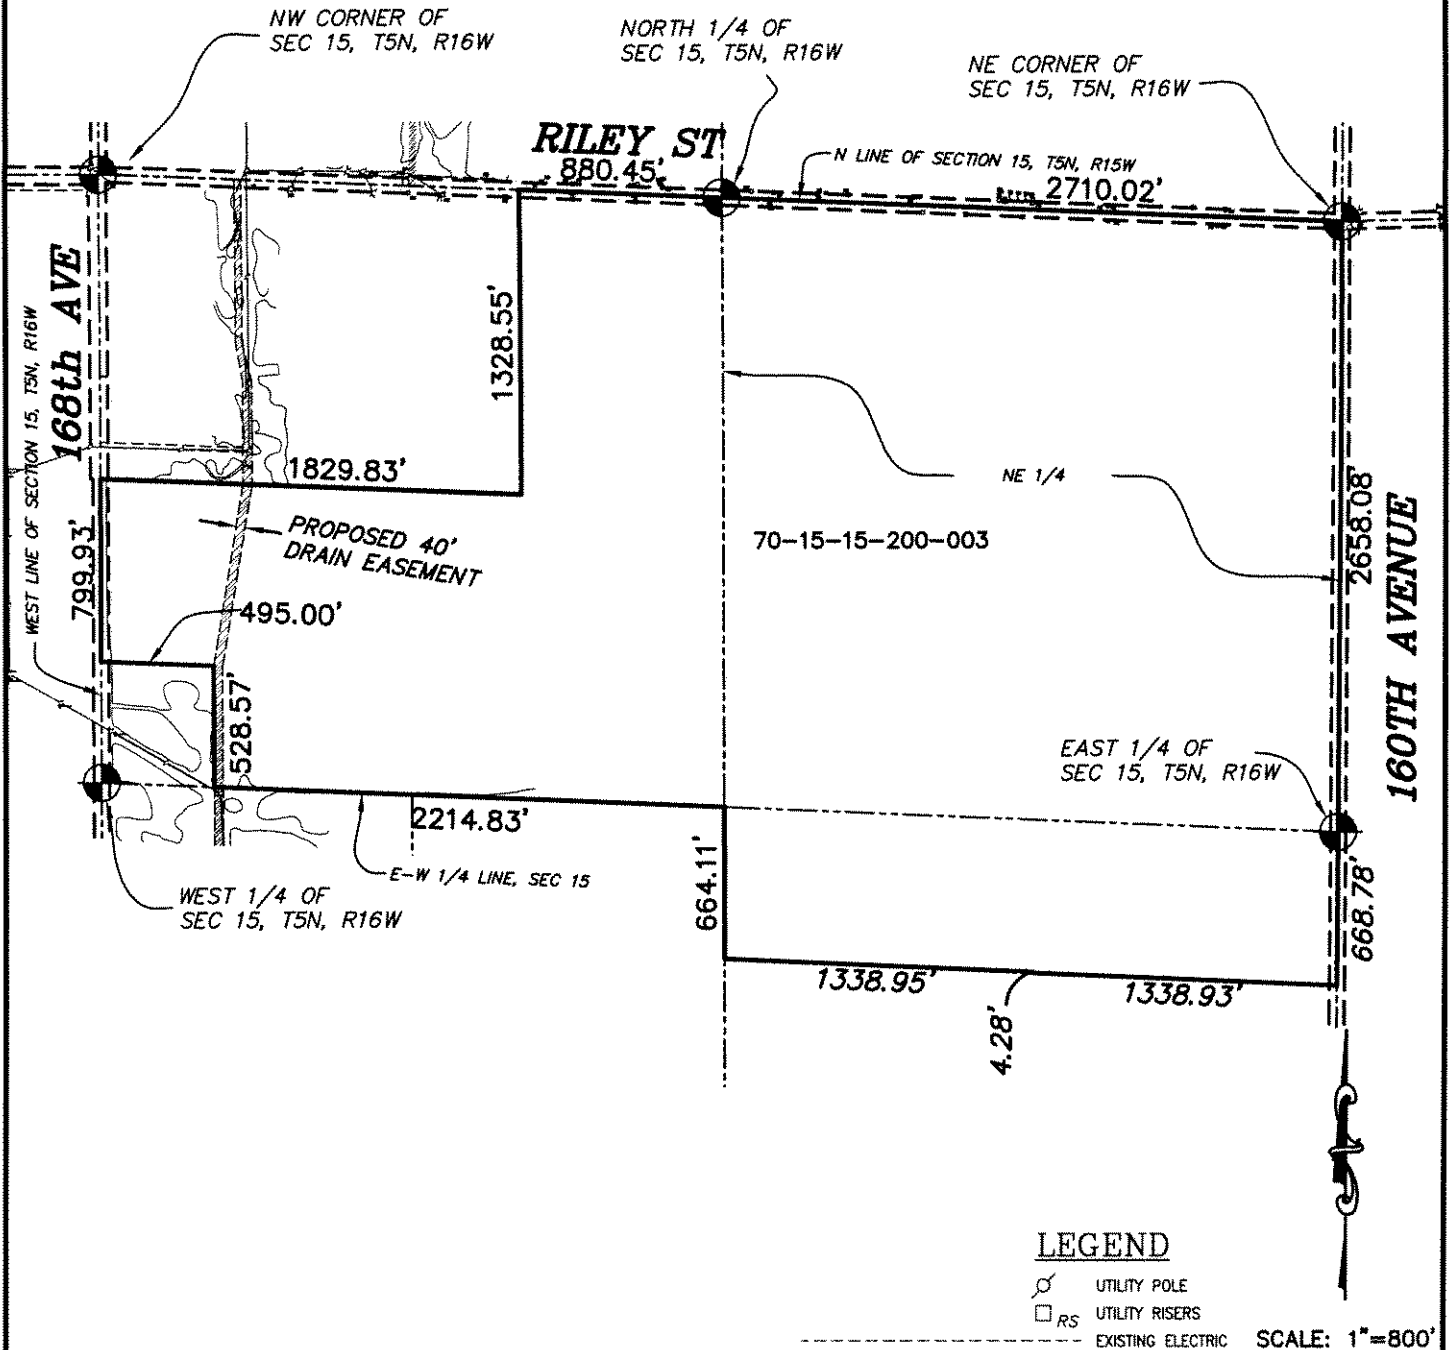 NW CORNER OF
SEC 15, T5N, R16W
NORTH 1/4 OF
SEC 15, T5N, R16W
NE CORNER OF
SEC 15, T5N, R16W
RILEY ST
880.45'
N LINE OF SECTION 15, T5N, R15W
2710.02'
168th AVE
WEST LINE OF SECTION 15, T5N, R16W
1328.55'
1829.83'
NE 1/4
2658.08
160TH AVENUE
799.93'
PROPOSED 40'
DRAIN EASEMENT
70-15-15-200-003
495.00'
528.57'
EAST 1/4 OF
SEC 15, T5N, R16W
2214.83'
E-W 1/4 LINE, SEC 15
WEST 1/4 OF
SEC 15, T5N, R16W
664.11'
668.78'
1338.95'
4.28'
1338.93'
LEGEND
UTILITY POLE
RS UTILITY RISERS
EXISTING ELECTRIC
SCALE: 1"=800'